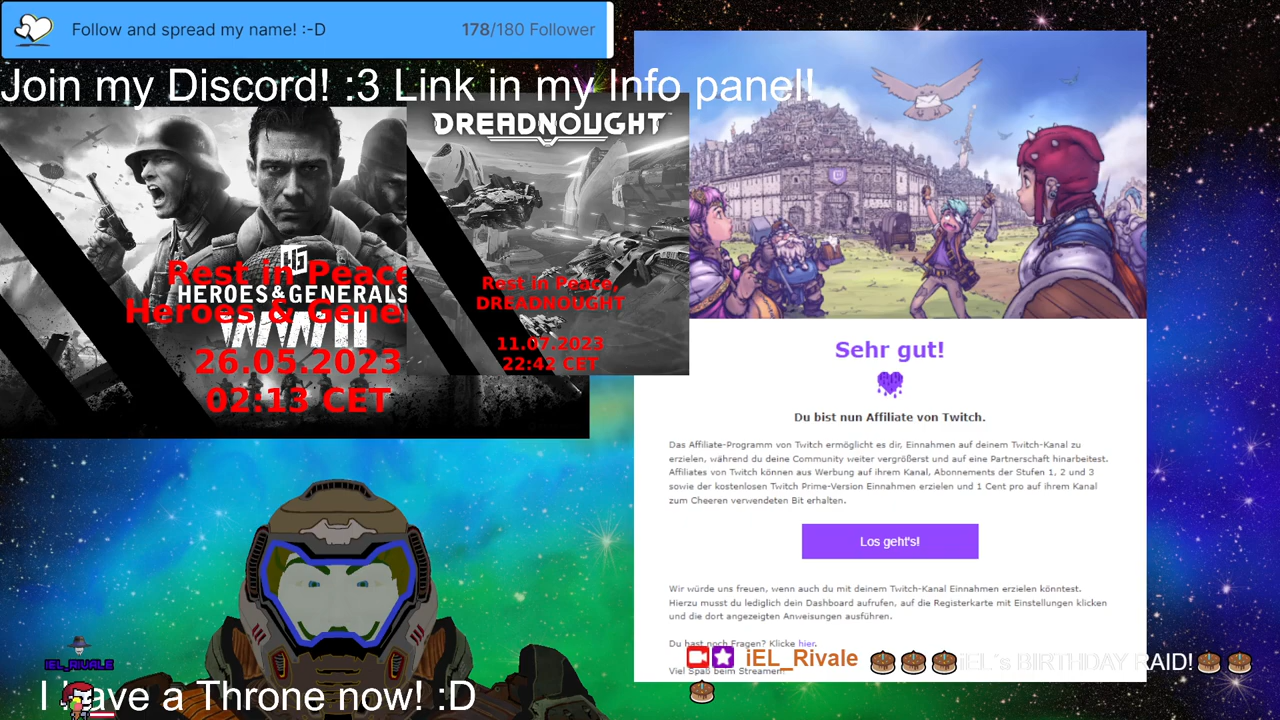 Follow and spread my name! :-D
178/180 Follower
Join my Discord! :3 Link in my Info panel!
DREADNOUGHT
Rest in Peace
HEROES & GENERALS
Heroes & Gene
WWII
26.05.2023
02:13 CET
Rest in Peace,
DREADNOUGHT
11.07.2023
22:42 CET
Sehr gut!
Du bist nun Affiliate von Twitch.
Das Affiliate-Programm von Twitch ermöglicht es dir, Einnahmen auf deinem Twitch-Kanal zu
erzielen, während du deine Community weiter vergrößerst und auf eine Partnerschaft hinarbeitest.
Affiliates von Twitch können aus Werbung auf ihrem Kanal, Abonnements der Stufen 1, 2 und 3
sowie der kostenlosen Twitch Prime-Version Einnahmen erzielen und 1 Cent pro auf ihrem Kanal
zum Cheeren verwendeten Bit erhalten.
Los geht's!
Wir würde uns freuen, wenn auch du mit deinem Twitch-Kanal Einnahmen erzielen könntest.
Hierzu musst du lediglich dein Dashboard aufrufen, auf die Registerkarte mit Einstellungen klicken
und die dort angezeigten Anweisungen ausführen.
Du hast noch Fragen? Klicke hier.
Viel Spaß beim Streamen!
iEL_Rivale iEL´s BIRTHDAY RAID!
iEL_RIVALE
I have a Throne now! :D